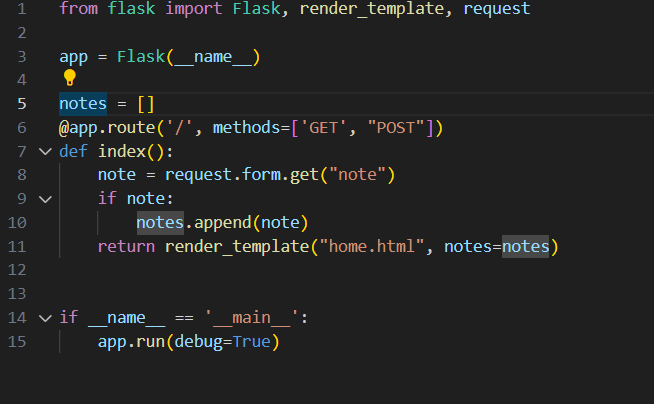 1 from flask import Flask, render_template, request
2
3 app = Flask(__name__)
4
5 notes = []
6 @app.route('/', methods=['GET', "POST"])
7 def index():
8     note = request.form.get("note")
9     if note:
10         notes.append(note)
11     return render_template("home.html", notes=notes)
12
13
14 if __name__ == '__main__':
15     app.run(debug=True)